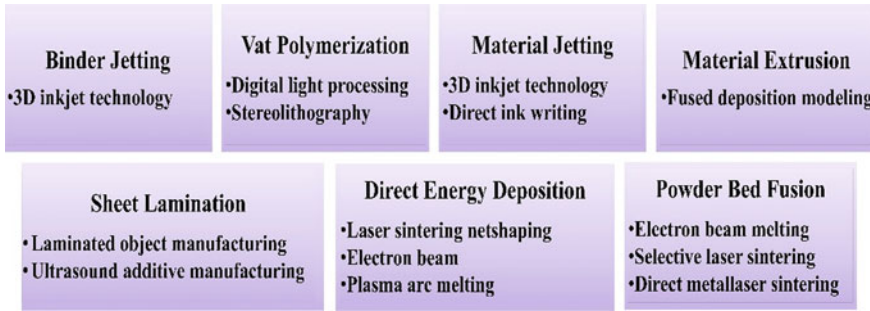 Binder Jetting
•3D inkjet technology
Vat Polymerization
•Digital light processing
•Stereolithography
Material Jetting
•3D inkjet technology
•Direct ink writing
Material Extrusion
•Fused deposition modeling
Sheet Lamination
• Laminated object manufacturing
• Ultrasound additive manufacturing
Direct Energy Deposition
•Laser sintering netshaping
•Electron beam
•Plasma arc melting
Powder Bed Fusion
•Electron beam melting
•Selective laser sintering
•Direct metallaser sintering